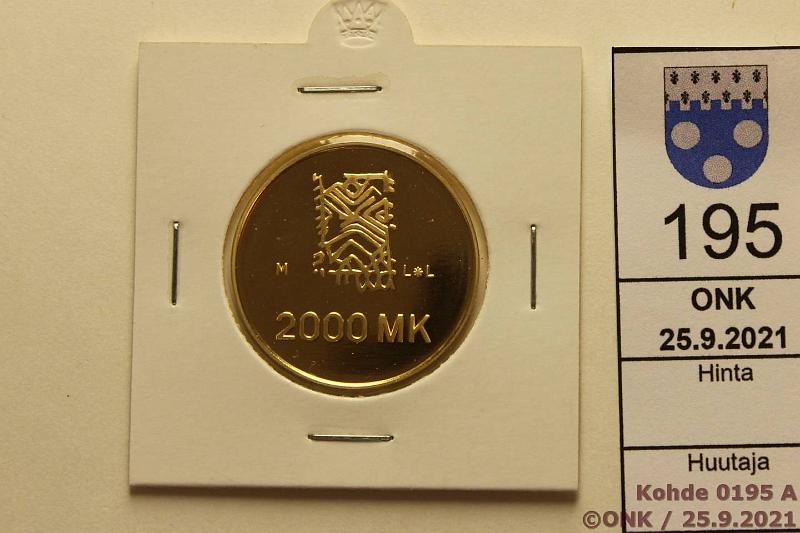 M L*L
2000 MK
195
ONK
25.9.2021
Hinta
Huutaja
Kohde 0195 A
©ONK / 25.9.2021